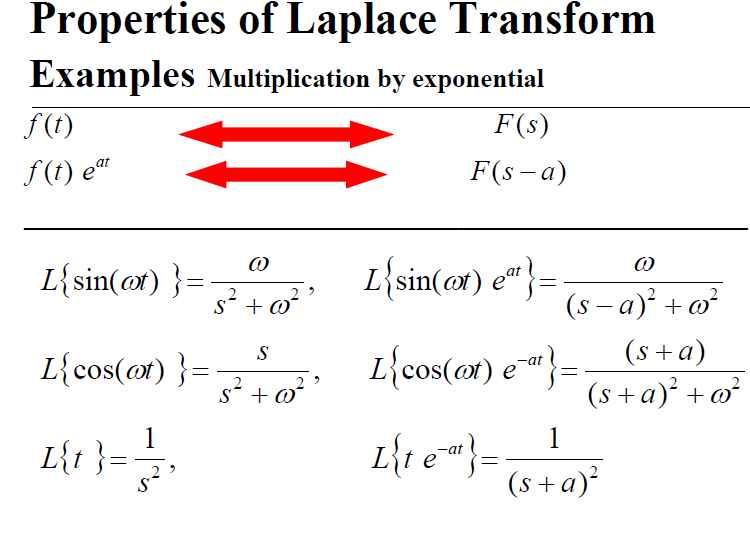 Properties of Laplace Transform
Examples Multiplication by exponential
f(t) F(s)
f(t) e^{at} F(s − a)
L{sin(ωt) } = ω / (s² + ω²), L{sin(ωt) e^{at}} = ω / ((s − a)² + ω²)
L{cos(ωt) } = s / (s² + ω²), L{cos(ωt) e^{−at}} = (s + a) / ((s + a)² + ω²)
L{t } = 1 / s², L{t e^{−at}} = 1 / (s + a)²